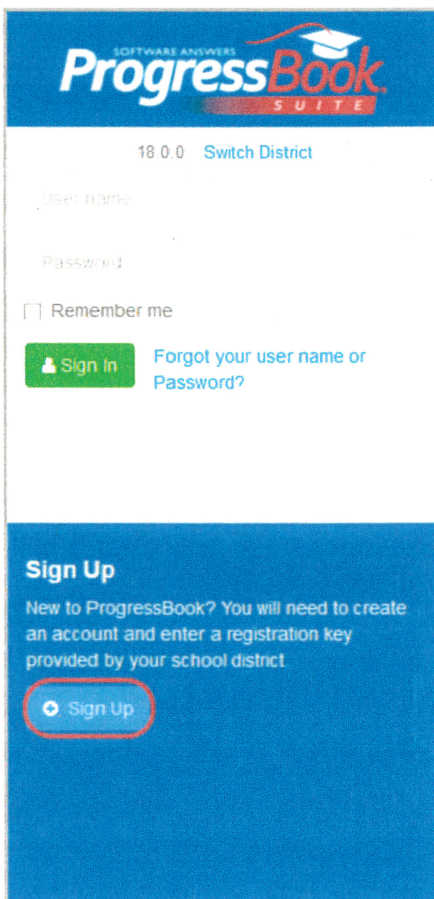 SOFTWARE ANSWERS
ProgressBook
SUITE
18 0.0 Switch District
User name
Password
Remember me
Sign In
Forgot your user name or
Password?
Sign Up
New to ProgressBook? You will need to create
an account and enter a registration key
provided by your school district
Sign Up